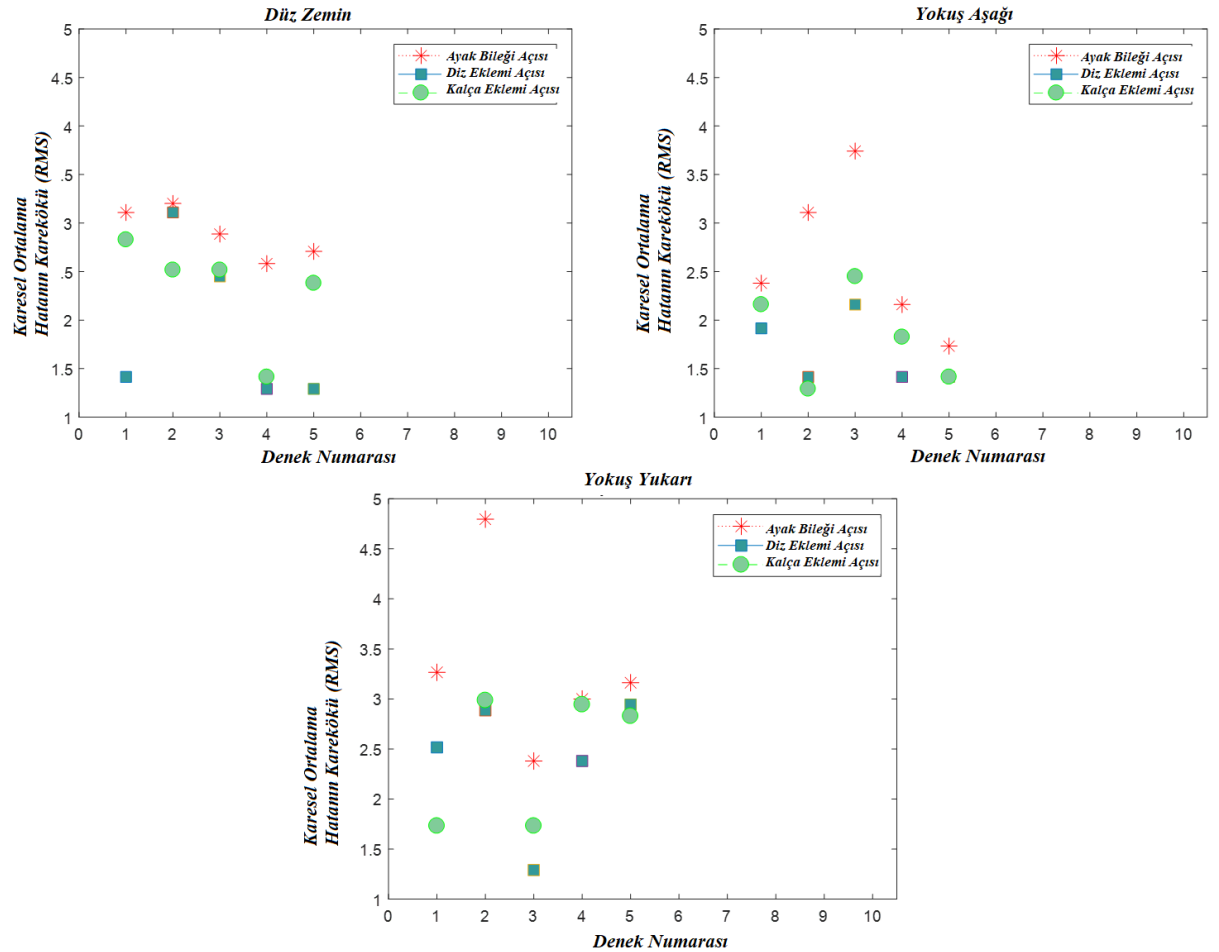 Düz Zemin
5
4.5
4
.5
3
.5
2
1.5
1
Karesel Ortalama
Hatanın Karekökü (RMS)
Ayak Bileği Açısı
Diz Eklemi Açısı
Kalça Eklemi Açısı
0 1 2 3 4 5 6 7 8 9 10
Denek Numarası
Yokuş Aşağı
5
4.5
4
3.5
3
2.5
2
1.5
1
Karesel Ortalama
Hatanın Karekökü (RMS)
Ayak Bileği Açısı
Diz Eklemi Açısı
Kalça Eklemi Açısı
0 1 2 3 4 5 6 7 8 9 10
Denek Numarası
Yokuş Yukarı
5
4.5
4
3.5
3
2.5
2
1.5
1
Karesel Ortalama
Hatanın Karekökü (RMS)
Ayak Bileği Açısı
Diz Eklemi Açısı
Kalça Eklemi Açısı
0 1 2 3 4 5 6 7 8 9 10
Denek Numarası